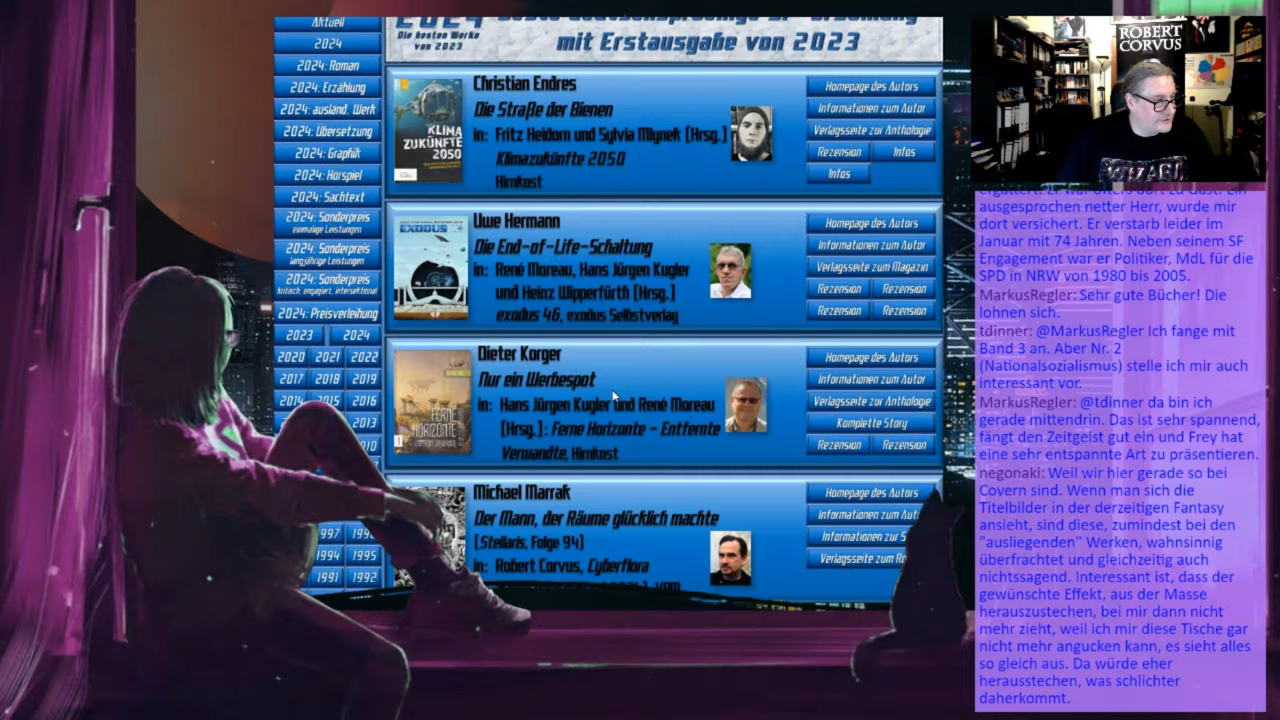 Aktuell
2024
2024: Roman
2024: Erzählung
2024: ausländ. Werk
2024: Übersetzung
2024: Graphik
2024: Hörspiel
2024: Sachtext
2024: Sonderpreis
einmalige Leistungen
2024: Sonderpreis
langjährige Leistungen
2024: Sonderpreis
kritisch, engagiert, intersektional
2024: Preisverleihung
2023 2024
2020 2021 2022
2017 2018 2019
2014 2015 2016
2013
1994 1995
1991 1992
2024
Die besten Werke
von 2023
mit Erstausgabe von 2023
Christian Endres
Die Straße der Bienen
in: Fritz Heidorn und Sylvia Mlynek (Hrsg.)
Klimazukünfte 2050
Hirnkost
KLIMA
ZUKÜNFTE
2050
Homepage des Autors
Informationen zum Autor
Verlagsseite zur Anthologie
Rezension Infos
Infos
Uwe Hermann
Die End-of-Life-Schaltung
in: René Moreau, Hans Jürgen Kugler
und Heinz Wipperfürth (Hrsg.)
exodus 46, exodus Selbstverlag
EXODUS
Homepage des Autors
Informationen zum Autor
Verlagsseite zum Magazin
Rezension Rezension
Rezension Rezension
Dieter Korger
Nur ein Werbespot
in: Hans Jürgen Kugler und René Moreau
(Hrsg.): Ferne Horizonte – Entfernte
Verwandte, Hirnkost
FERNE
HORIZONTE
Homepage des Autors
Informationen zum Autor
Verlagsseite zur Anthologie
Komplette Story
Rezension Rezension
Michael Marrak
Der Mann, der Räume glücklich machte
(Stellaris, Folge 94)
in: Robert Corvus, Cyberflora
Homepage des Autors
Informationen zum
Informationen zur
Verlagsseite zum
ROBERT
CORVUS
ausgesprochen netter Herr, wurde mir
dort versichert. Er verstarb leider im
Januar mit 74 Jahren. Neben seinem SF
Engagement war er Politiker, MdL für die
SPD in NRW von 1980 bis 2005.
MarkusRegler: Sehr gute Bücher! Die
lohnen sich.
tdinner: @MarkusRegler Ich fange mit
Band 3 an. Aber Nr. 2
(Nationalsozialismus) stelle ich mir auch
interessant vor.
MarkusRegler: @tdinner da bin ich
gerade mittendrin. Das ist sehr spannend,
fängt den Zeitgeist gut ein und Frey hat
eine sehr entspannte Art zu präsentieren.
negonaki: Weil wir hier gerade so bei
Covern sind. Wenn man sich die
Titelbilder in der derzeitigen Fantasy
ansieht, sind diese, zumindest bei den
"ausliegenden" Werken, wahnsinnig
überfrachtet und gleichzeitig auch
nichtssagend. Interessant ist, dass der
gewünschte Effekt, aus der Masse
herauszustechen, bei mir dann nicht
mehr zieht, weil ich mir diese Tische gar
nicht mehr angucken kann, es sieht alles
so gleich aus. Da würde eher
herausstechen, was schlichter
daherkommt.